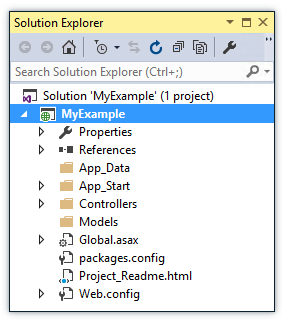 Solution Explorer
Search Solution Explorer (Ctrl+;)
Solution 'MyExample' (1 project)
MyExample
Properties
References
App_Data
App_Start
Controllers
Models
Global.asax
packages.config
Project_Readme.html
Web.config